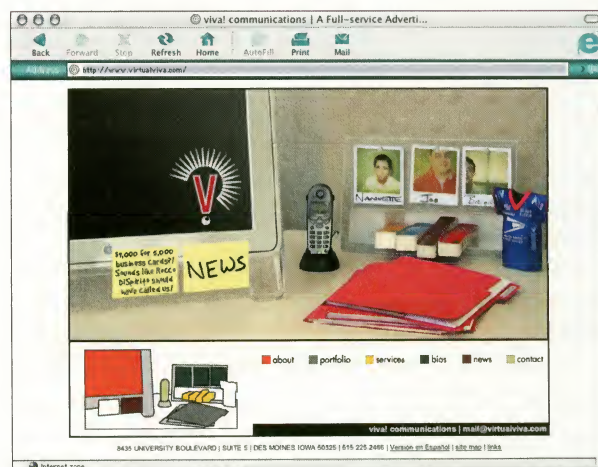 viva! communications | A Full-service Adverti...
Back Forward Stop Refresh Home AutoFill Print Mail
Address http://www.virtualviva.com/
V!
NANNETTE JOE
$7,000 for 5,000
business cards?!
Sounds like Rocco
DiSpirito should
have called us!
NEWS
about portfolio services bios news contact
viva! communications | mail@virtualviva.com
8435 UNIVERSITY BOULEVARD | SUITE 5 | DES MOINES IOWA 50325 | 515 225 2466 | Versión en Español | site map | links
Internet zone